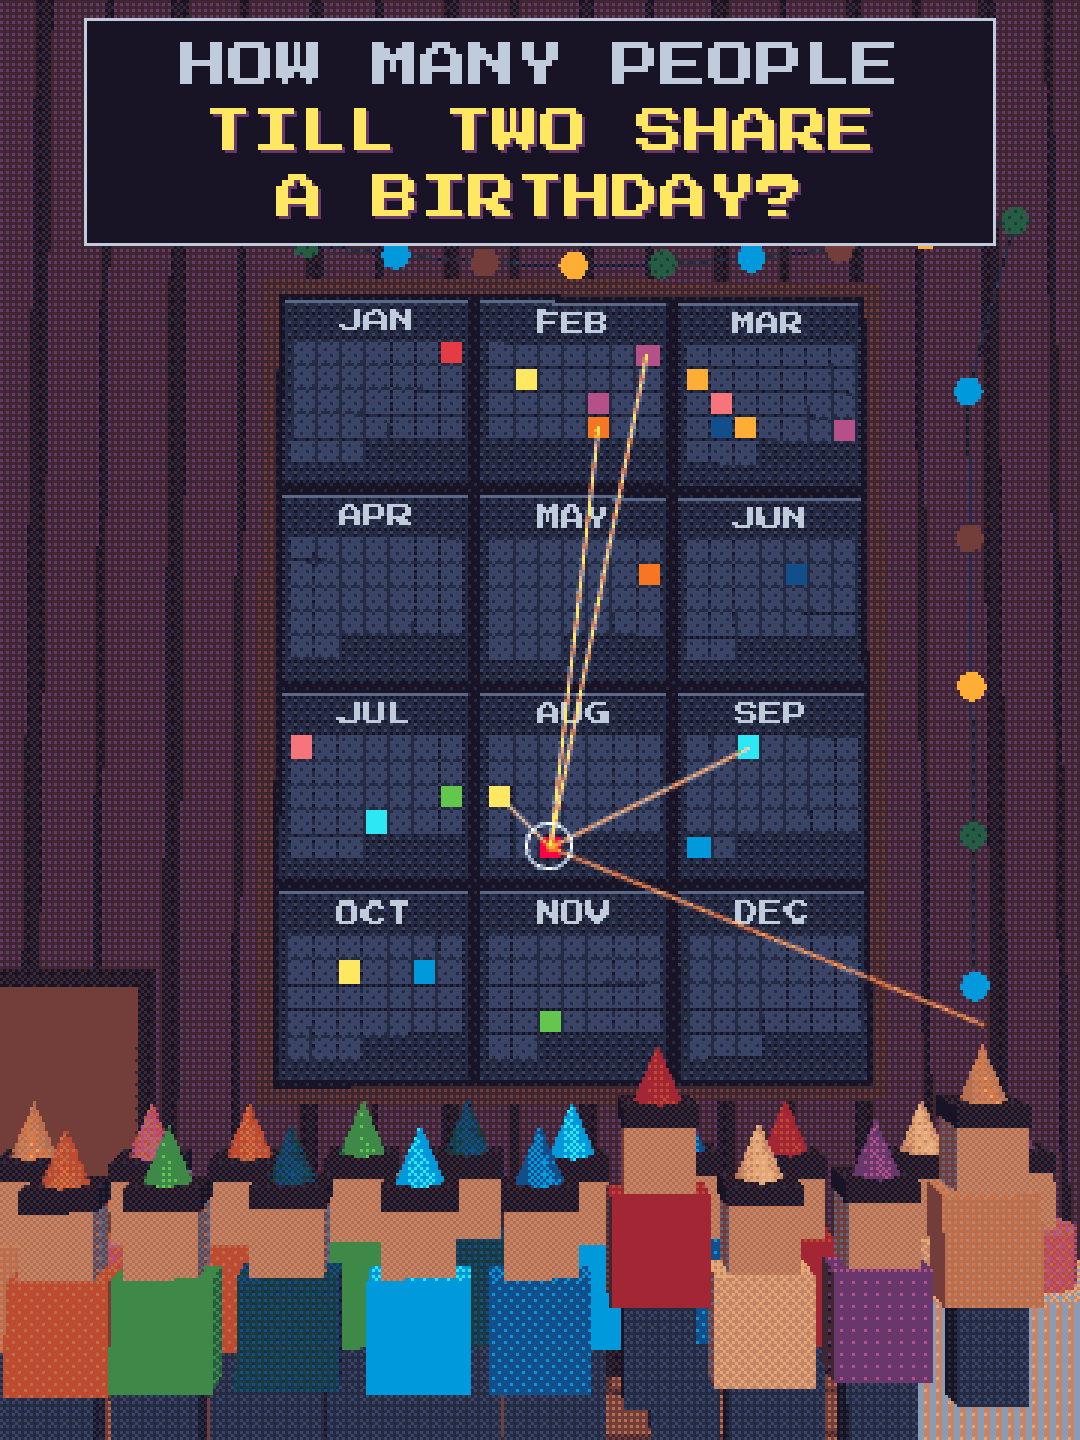 HOW MANY PEOPLE
TILL TWO SHARE
A BIRTHDAY?
JAN FEB MAR
APR MAY JUN
JUL AUG SEP
OCT NOV DEC